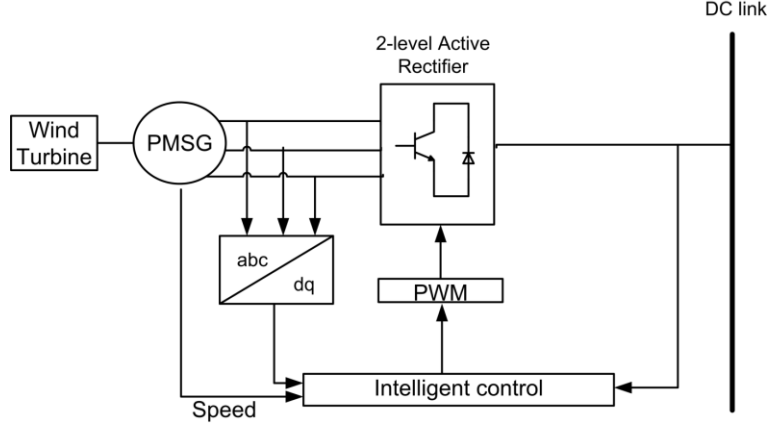 DC link
2-level Active
Rectifier
Wind
Turbine
PMSG
abc
dq
PWM
Intelligent control
Speed